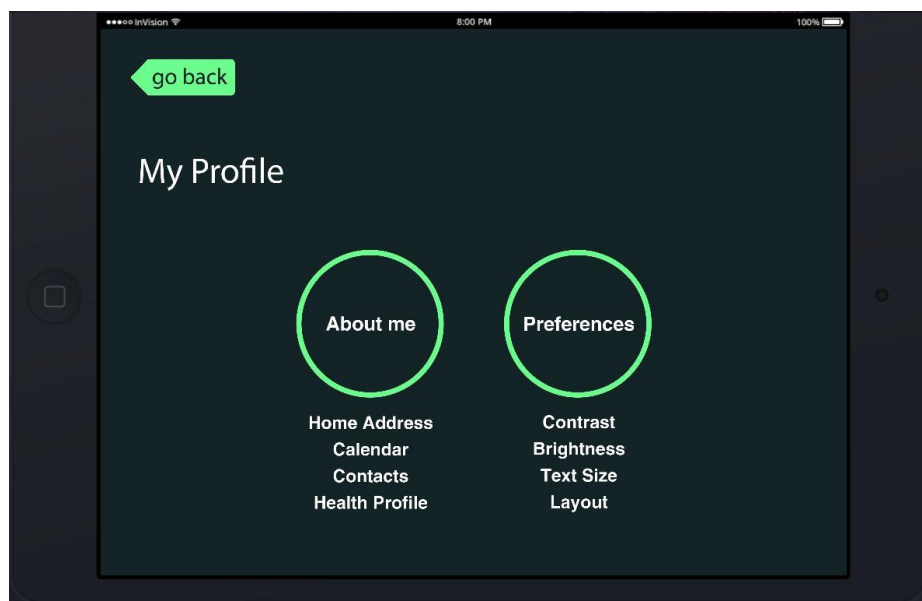 InVision
8:00 PM
100%
go back
My Profile
About me
Preferences
Home Address
Calendar
Contacts
Health Profile
Contrast
Brightness
Text Size
Layout